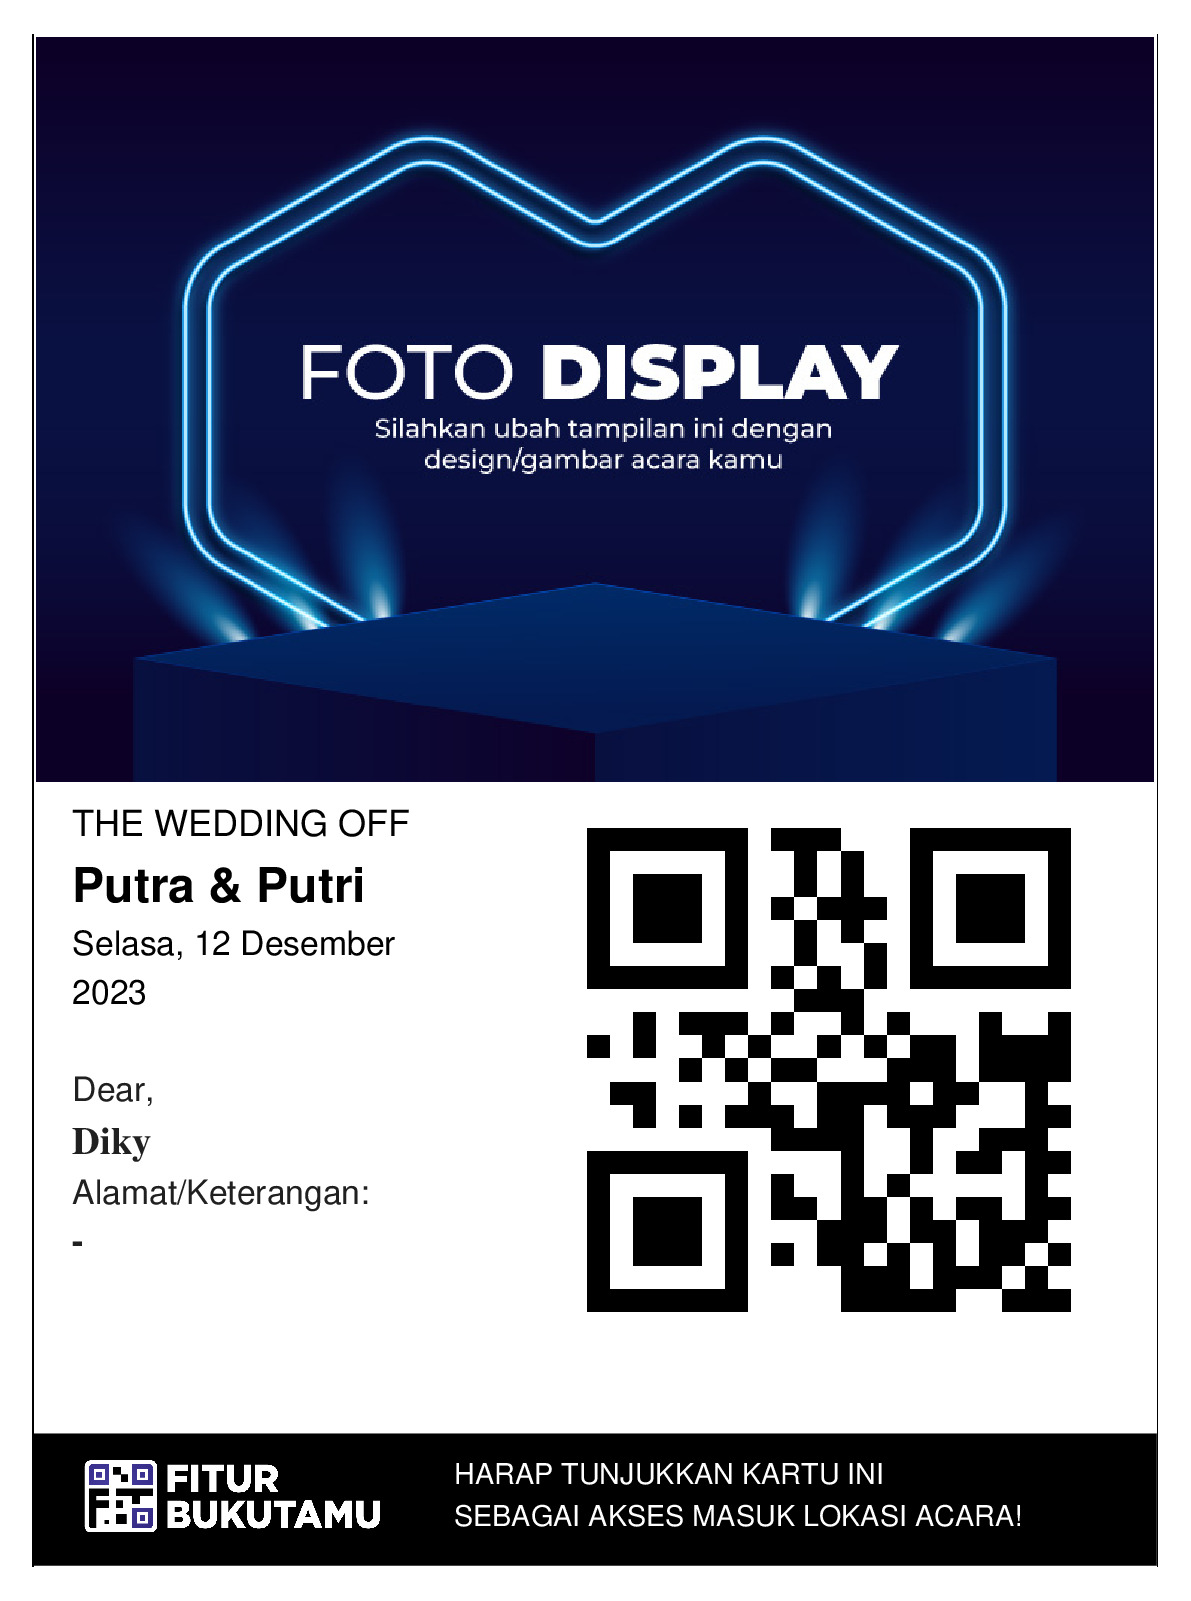 FOTO DISPLAY
Silahkan ubah tampilan ini dengan
design/gambar acara kamu
THE WEDDING OFF
Putra & Putri
Selasa, 12 Desember
2023
Dear,
Diky
Alamat/Keterangan:
-
FITUR
BUKUTAMU
HARAP TUNJUKKAN KARTU INI
SEBAGAI AKSES MASUK LOKASI ACARA!